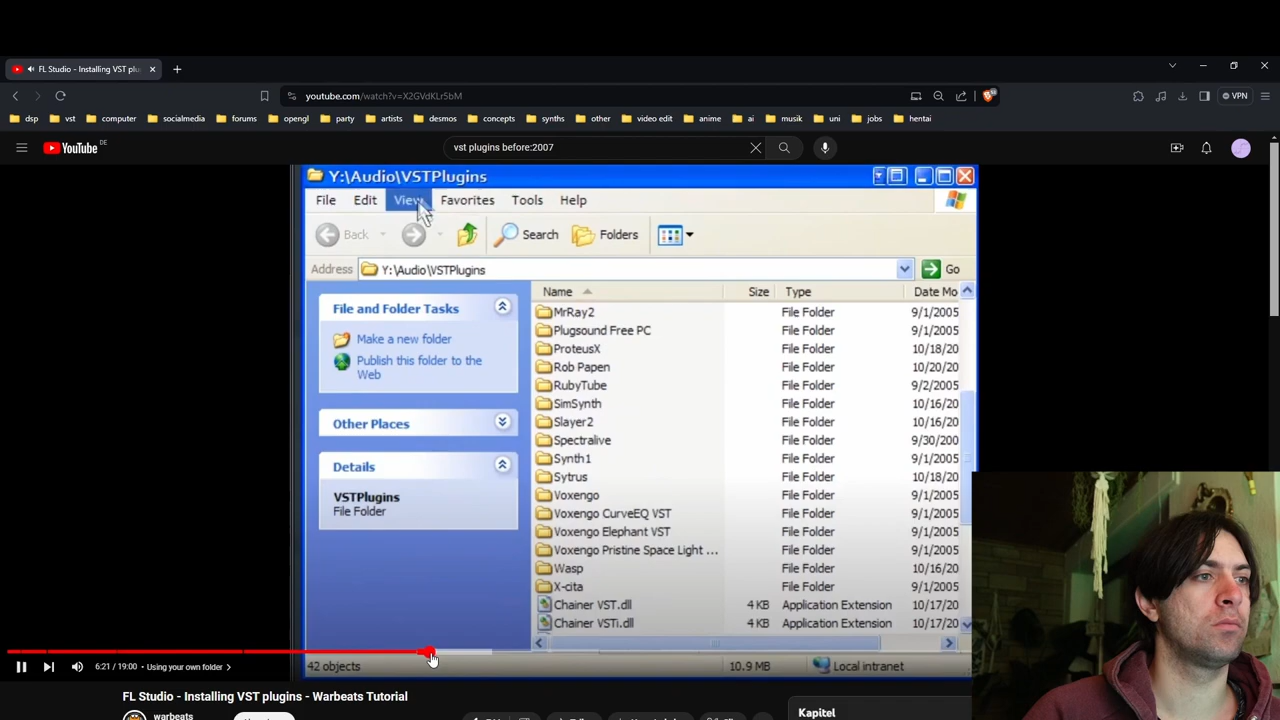 FL Studio - Installing VST plu
youtube.com/watch?v=X2GVdKLrSbM
VPN
dsp vst computer socialmedia forums opengl party artists desmos concepts synths other video edit anime ai musik uni jobs hentai
YouTube DE
vst plugins before:2007
Y:\Audio\VSTPlugins
File Edit View Favorites Tools Help
Back Search Folders
Address Y:\Audio\VSTPlugins Go
Name Size Type Date Mo
File and Folder Tasks
Make a new folder
Publish this folder to the
Web
Other Places
Details
VSTPlugins
File Folder
MrRay2 File Folder 9/1/2005
Plugsound Free PC File Folder 9/1/2005
ProteusX File Folder 10/18/20
Rob Papen File Folder 10/20/20
RubyTube File Folder 9/2/2005
SimSynth File Folder 10/16/20
Slayer2 File Folder 10/16/20
Spectralive File Folder 9/30/200
Synth1 File Folder 9/1/2005
Sytrus File Folder 10/18/20
Voxengo File Folder 9/1/2005
Voxengo CurveEQ VST File Folder 9/1/2005
Voxengo Elephant VST File Folder 9/1/2005
Voxengo Pristine Space Light ... File Folder 9/1/2005
Wasp File Folder 10/16/20
X-cita File Folder 9/1/2005
Chainer VST.dll 4 KB Application Extension 10/17/20
Chainer VSTi.dll 4 KB Application Extension 10/17/20
42 objects 10.9 MB Local intranet
6:21 / 19:00 • Using your own folder
FL Studio - Installing VST plugins - Warbeats Tutorial
warbeats
Kapitel